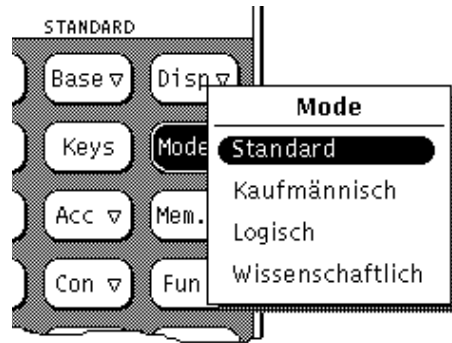 STANDARD
Base Disp
Keys Mode
Acc Mem.
Con Fun
Mode
Standard
Kaufmännisch
Logisch
Wissenschaftlich